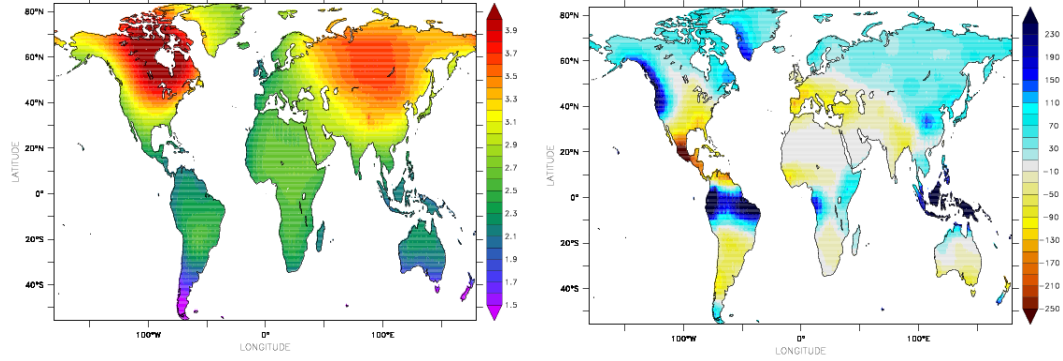 80°N
60°N
40°N
20°N
0°
20°S
40°S
LATITUDE
100°W
0°
100°E
LONGITUDE
3.9
3.7
3.5
3.3
3.1
2.9
2.7
2.5
2.3
2.1
1.9
1.7
1.5
80°N
60°N
40°N
20°N
0°
20°S
40°S
LATITUDE
100°W
0°
100°E
LONGITUDE
230
190
150
110
70
30
-10
-50
-90
-130
-170
-210
-250